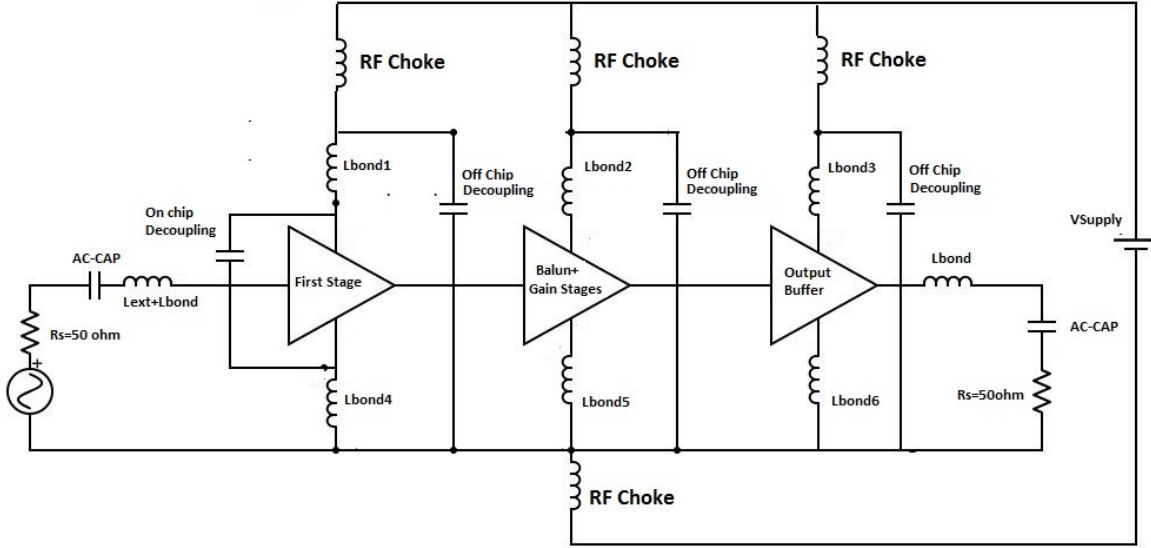 RF Choke
RF Choke
RF Choke
Lbond1
Off Chip
Decoupling
Lbond2
Off Chip
Decoupling
Lbond3
Off Chip
Decoupling
On chip
Decoupling
VSupply
AC-CAP
Lext+Lbond
First Stage
Balun+
Gain Stages
Output
Buffer
Lbond
AC-CAP
Rs=50 ohm
+
Lbond4
Lbond5
Lbond6
Rs=50ohm
RF Choke